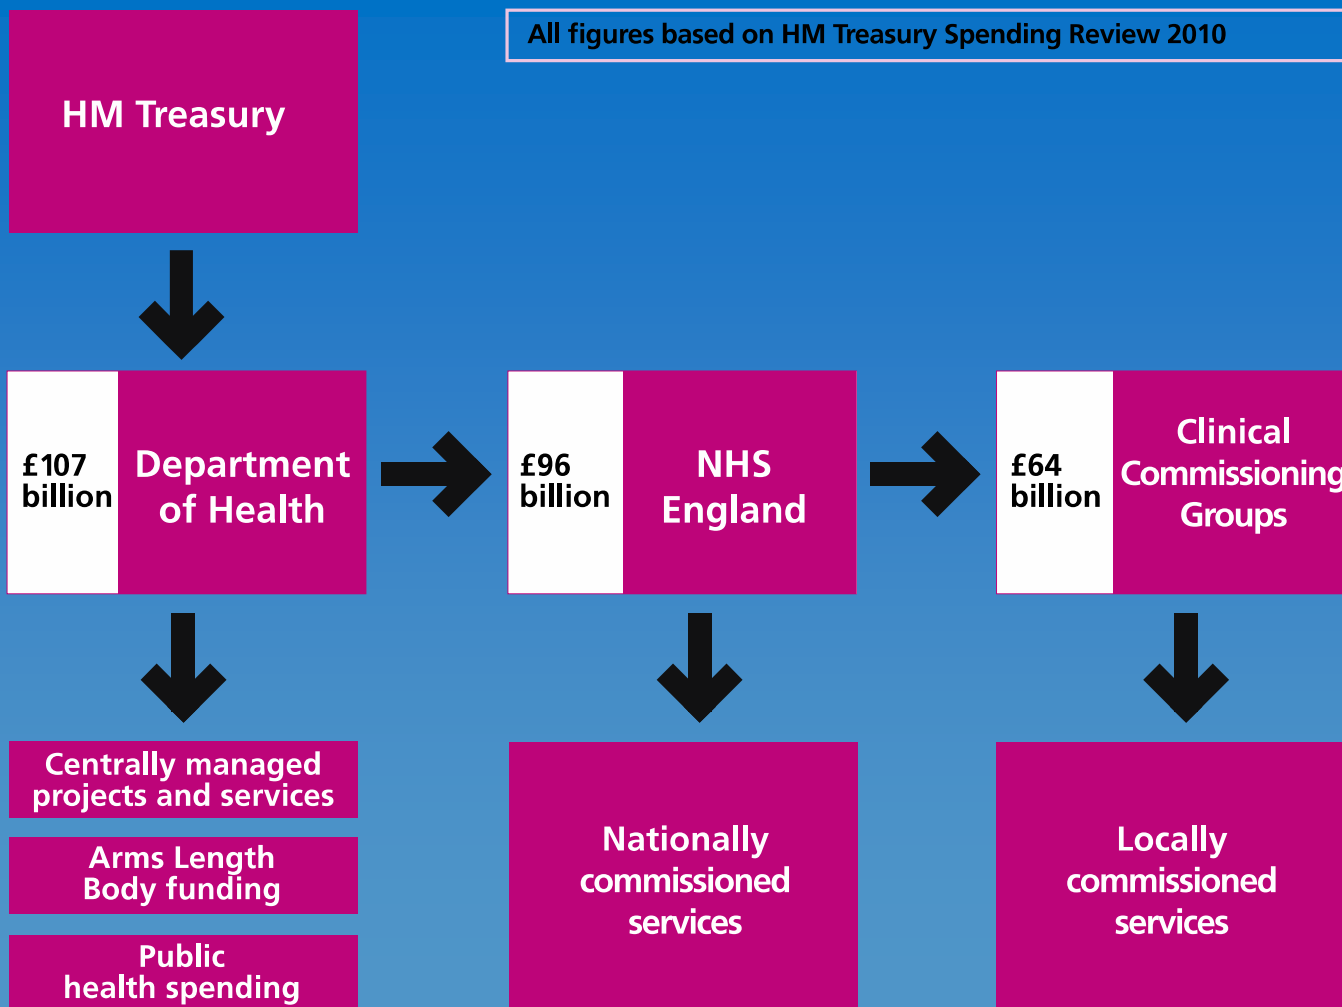 HM Treasury
All figures based on HM Treasury Spending Review 2010
£107
billion
Department
of Health
£96
billion
NHS
England
£64
billion
Clinical
Commissioning
Groups
Centrally managed
projects and services
Arms Length
Body funding
Public
health spending
Nationally
commissioned
services
Locally
commissioned
services